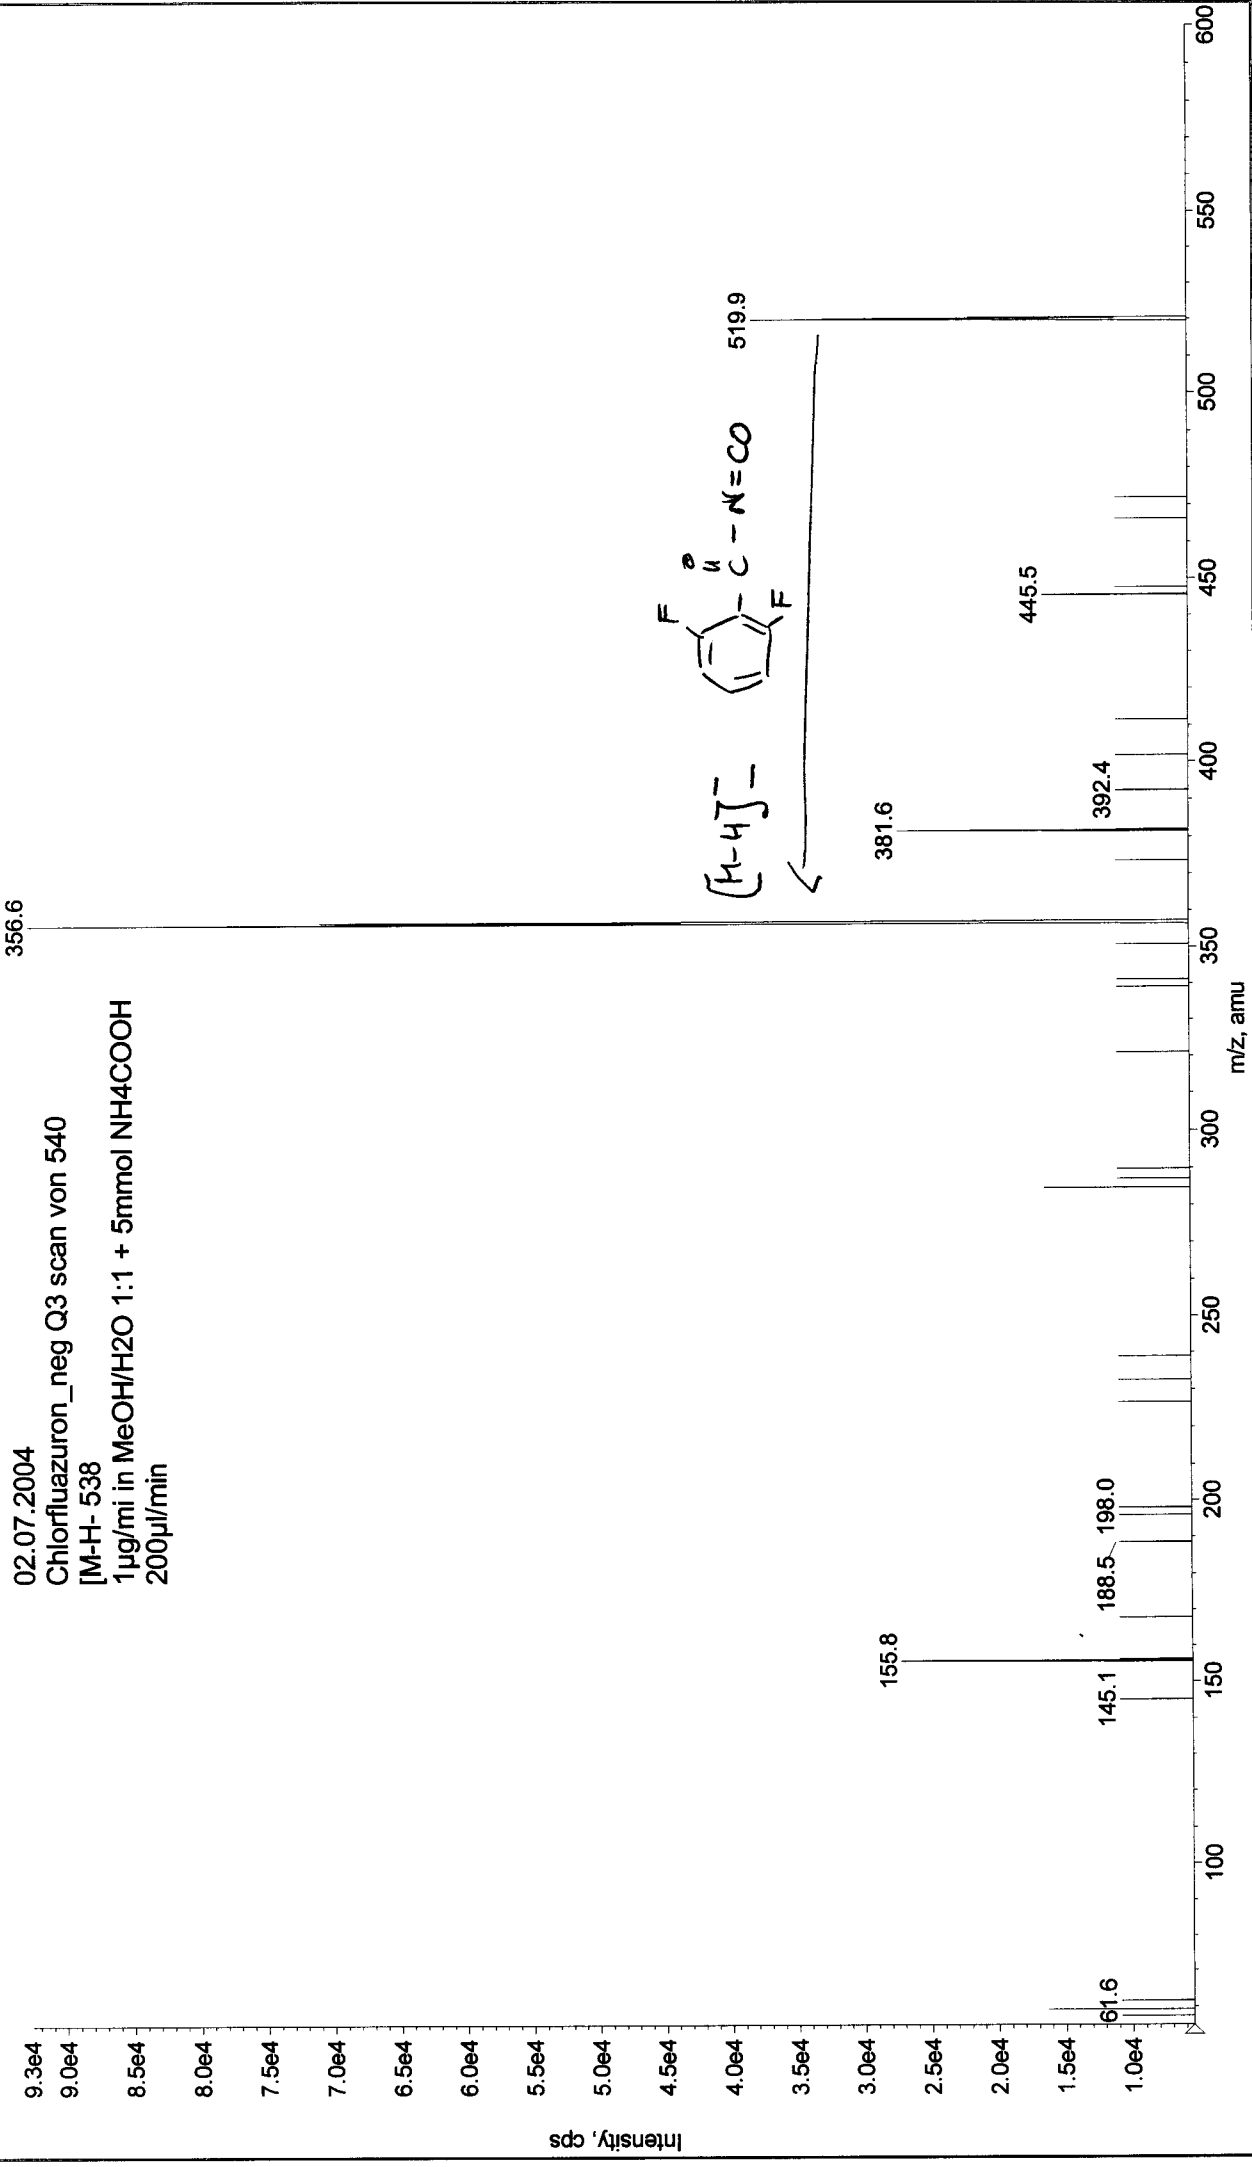 02.07.2004
Chlorfluazuron_neg Q3 scan von 540
[M-H- 538
1µg/ml in MeOH/H2O 1:1 + 5mmol NH4COOH
200µl/min
Intensity, cps
9.3e4
9.0e4
8.5e4
8.0e4
7.5e4
7.0e4
6.5e4
6.0e4
5.5e4
5.0e4
4.5e4
4.0e4
3.5e4
3.0e4
2.5e4
2.0e4
1.5e4
1.0e4
61.6
145.1
155.8
188.5
198.0
356.6
381.6
392.4
445.5
519.9
[M-H]⁻ -
F
F
O
C - N=CO
100
150
200
250
300
350
400
450
500
550
600
m/z, amu